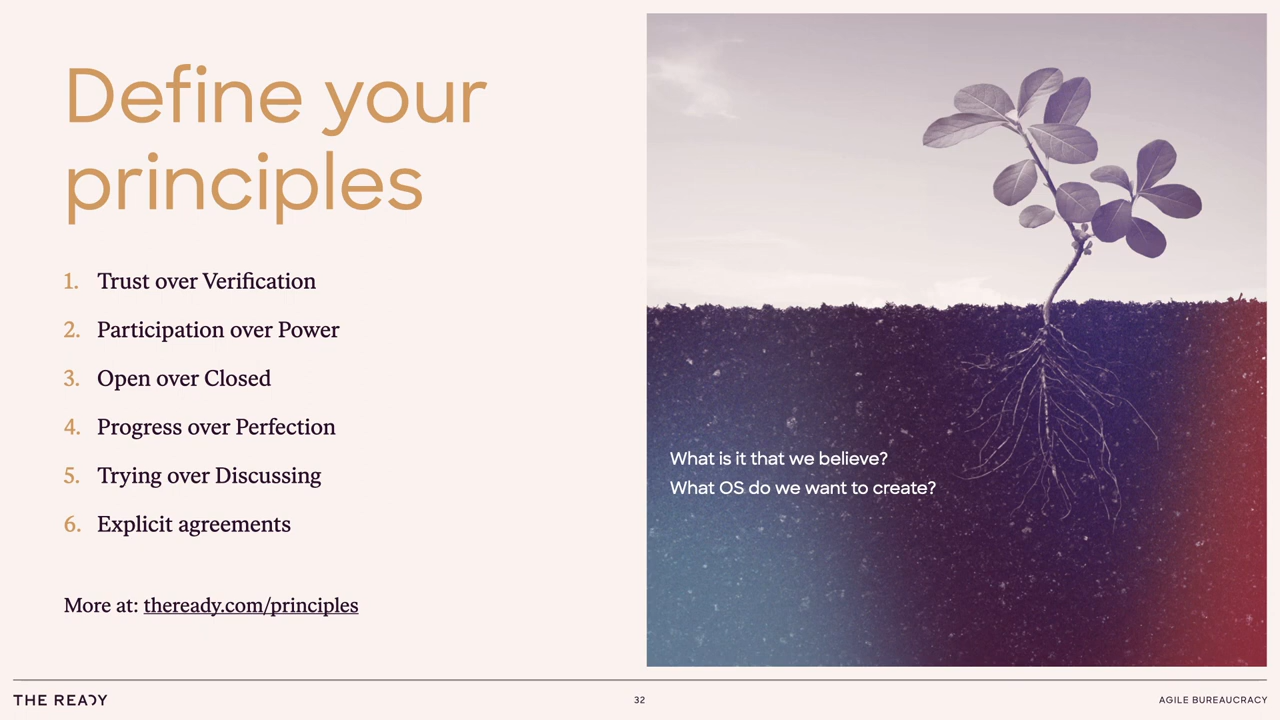 Define your
principles
1. Trust over Verification
2. Participation over Power
3. Open over Closed
4. Progress over Perfection
5. Trying over Discussing
6. Explicit agreements
More at: theready.com/principles
What is it that we believe?
What OS do we want to create?
THE READY
32
AGILE BUREAUCRACY